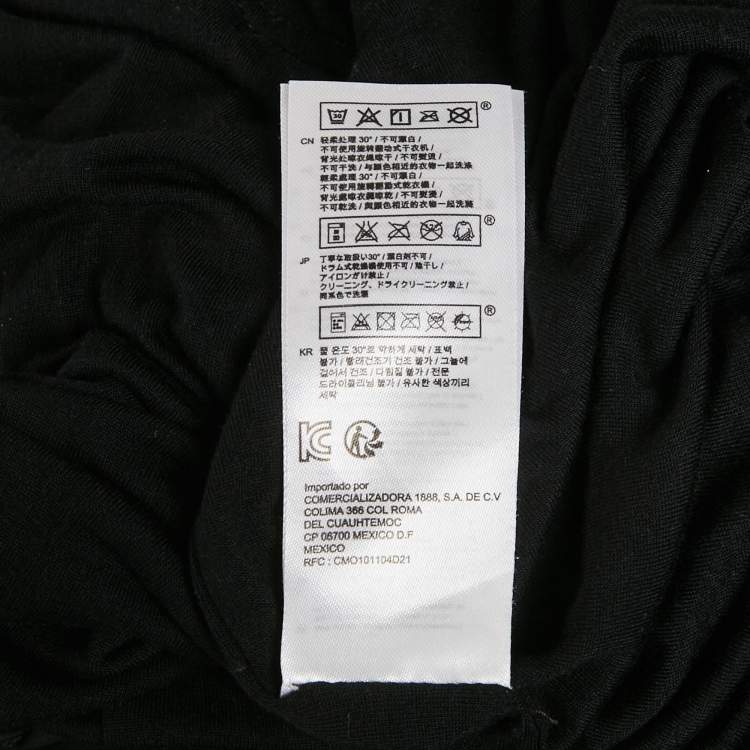 30 ®
CN 轻柔处理 30° / 不可漂白 /
不可使用旋转翻动式干衣机 /
背光处晾衣绳晾干 / 不可熨烫 /
不可干洗 / 与颜色相近的衣物一起洗涤
輕柔處理 30° / 不可漂白 /
不可使用旋轉翻動式乾衣機 /
背光處晾衣繩晾乾 / 不可熨燙 /
不可乾洗 / 與顏色相近的衣物一起洗滌
®
JP 丁寧な取扱い30° / 漂白剤不可 /
ドラム式乾燥機使用不可 / 陰干し /
アイロンがけ禁止 /
クリーニング、ドライクリーニング禁止 /
同系色で洗濯
®
KR 물 온도 30°로 약하게 세탁 / 표백
불가 / 빨래건조기 건조 불가 / 그늘에
걸어서 건조 / 다림질 불가 / 전문
드라이클리닝 불가 / 유사한 색상끼리
세탁
Importado por
COMERCIALIZADORA 1888, S.A. DE C.V
COLIMA 366 COL ROMA
DEL CUAUHTEMOC
CP 06700 MEXICO D.F
MEXICO
RFC : CMO101104D21